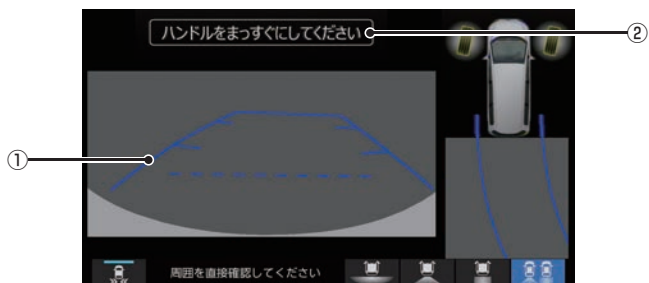 ハンドルをまっすぐにしてください
②
①
周囲を直接確認してください